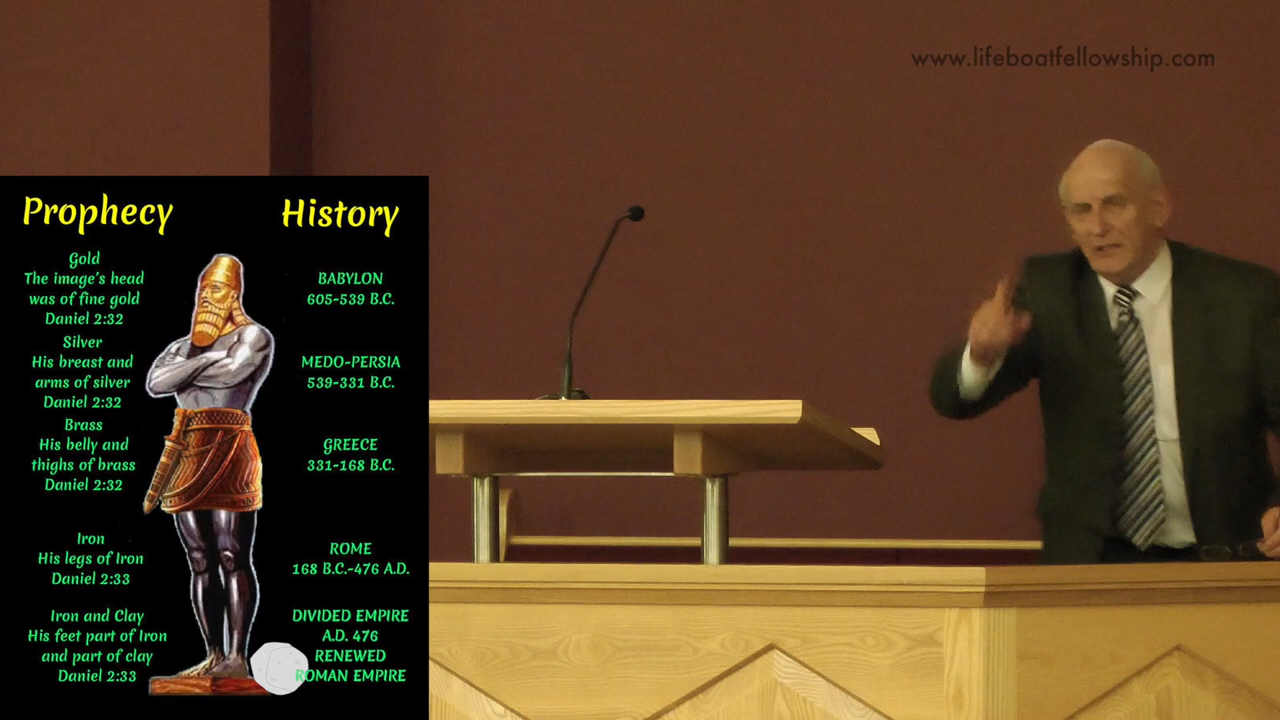 www.lifeboatfellowship.com
Prophecy
History
Gold
The image's head
was of fine gold
Daniel 2:32
BABYLON
605-539 B.C.
Silver
His breast and
arms of silver
Daniel 2:32
MEDO-PERSIA
539-331 B.C.
Brass
His belly and
thighs of brass
Daniel 2:32
GREECE
331-168 B.C.
Iron
His legs of Iron
Daniel 2:33
ROME
168 B.C.-476 A.D.
Iron and Clay
His feet part of Iron
and part of clay
Daniel 2:33
DIVIDED EMPIRE
A.D. 476
RENEWED
ROMAN EMPIRE